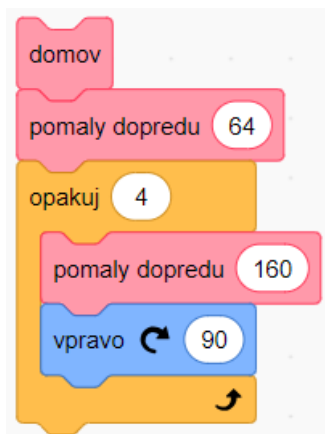 domov
pomaly dopredu 64
opakuj 4
pomaly dopredu 160
vpravo 90